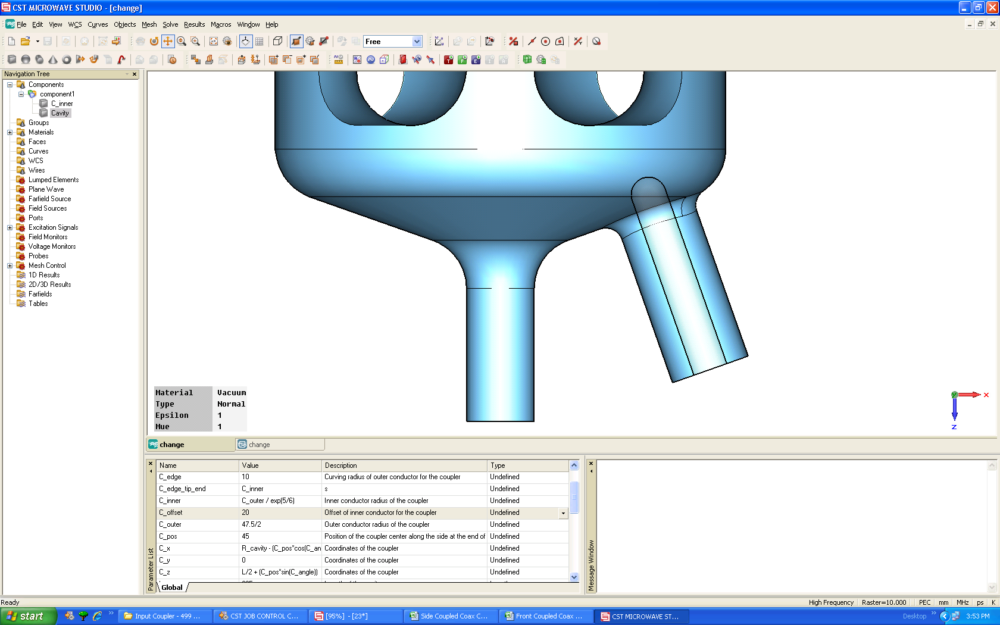 CST MICROWAVE STUDIO - [change]
File Edit View WCS Curves Objects Mesh Solve Results Macros Window Help
Free
Navigation Tree
Components
component1
C_inner
Cavity
Groups
Materials
Faces
Curves
WCS
Wires
Lumped Elements
Plane Wave
Farfield Source
Field Sources
Ports
Excitation Signals
Field Monitors
Voltage Monitors
Probes
Mesh Control
1D Results
2D/3D Results
Farfields
Tables
Material Vacuum
Type Normal
Epsilon 1
Mue 1
y x
z
change change
Name Value Description Type
C_edge 10 Curving radius of outer conductor for the coupler Undefined
C_edge_tip_end C_inner s Undefined
C_inner C_outer / exp(5/6) Inner conductor radius of the coupler Undefined
C_offset 20 Offset of inner conductor for the coupler Undefined
C_outer 47.5/2 Outer conductor radius of the coupler Undefined
C_pos 45 Position of the coupler center along the side at the end of Undefined
C_x R_cavity - (C_pos*cos(C_an Coordinates of the coupler Undefined
C_y 0 Coordinates of the coupler Undefined
C_z L/2 + (C_pos*sin(C_angle)) Coordinates of the coupler Undefined
Global
Parameter List
Message Window
Ready High Frequency Raster=10.000 PEC mm MHz ps K
start Input Coupler - 499 ... CST JOB CONTROL C... [95%] - [23*] Side Coupled Coax C... Front Coupled Coax ... CST MICROWAVE ST... Desktop 3:53 PM